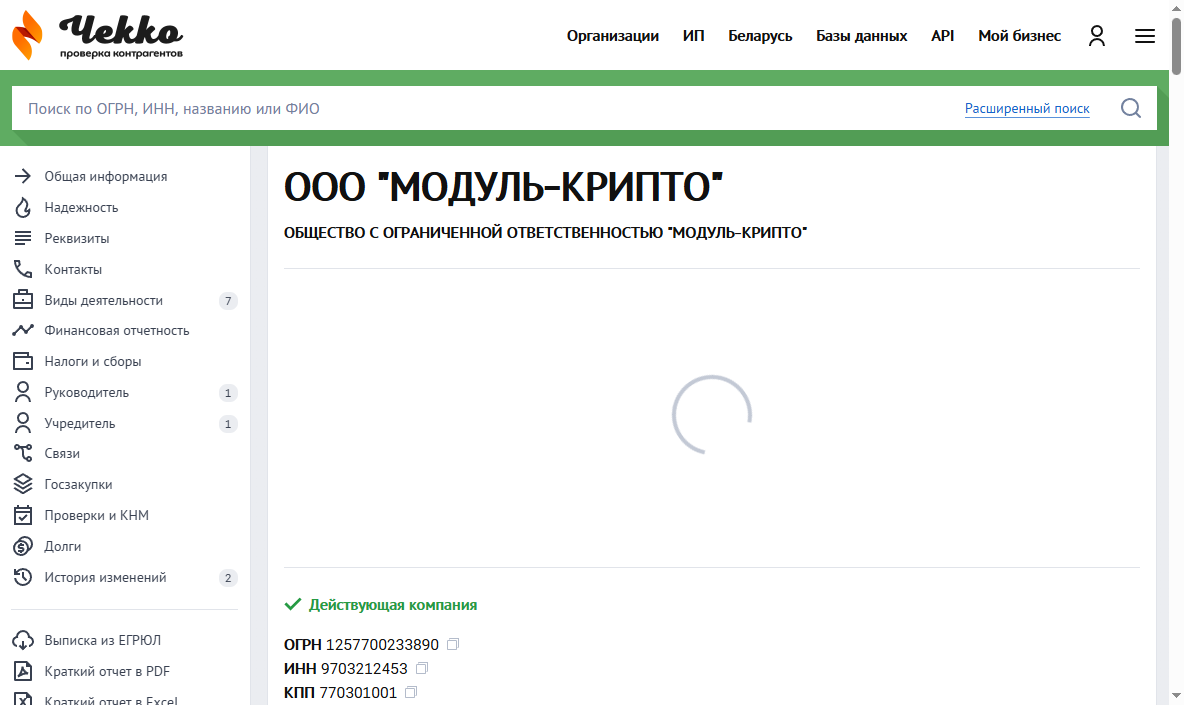 Чекко
проверка контрагентов
Организации ИП Беларусь Базы данных API Мой бизнес
Поиск по ОГРН, ИНН, названию или ФИО Расширенный поиск
Общая информация
Надежность
Реквизиты
Контакты
Виды деятельности 7
Финансовая отчетность
Налоги и сборы
Руководитель 1
Учредитель 1
Связи
Госзакупки
Проверки и КНМ
Долги
История изменений 2
Выписка из ЕГРЮЛ
Краткий отчет в PDF
Краткий отчет в Excel
ООО "МОДУЛЬ-КРИПТО"
ОБЩЕСТВО С ОГРАНИЧЕННОЙ ОТВЕТСТВЕННОСТЬЮ "МОДУЛЬ-КРИПТО"
Действующая компания
ОГРН 1257700233890
ИНН 9703212453
КПП 770301001